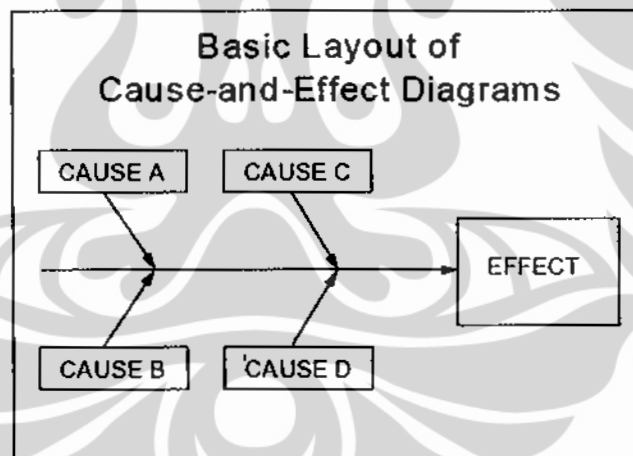 Basic Layout of
Cause-and-Effect Diagrams
CAUSE A
CAUSE C
EFFECT
CAUSE B
CAUSE D